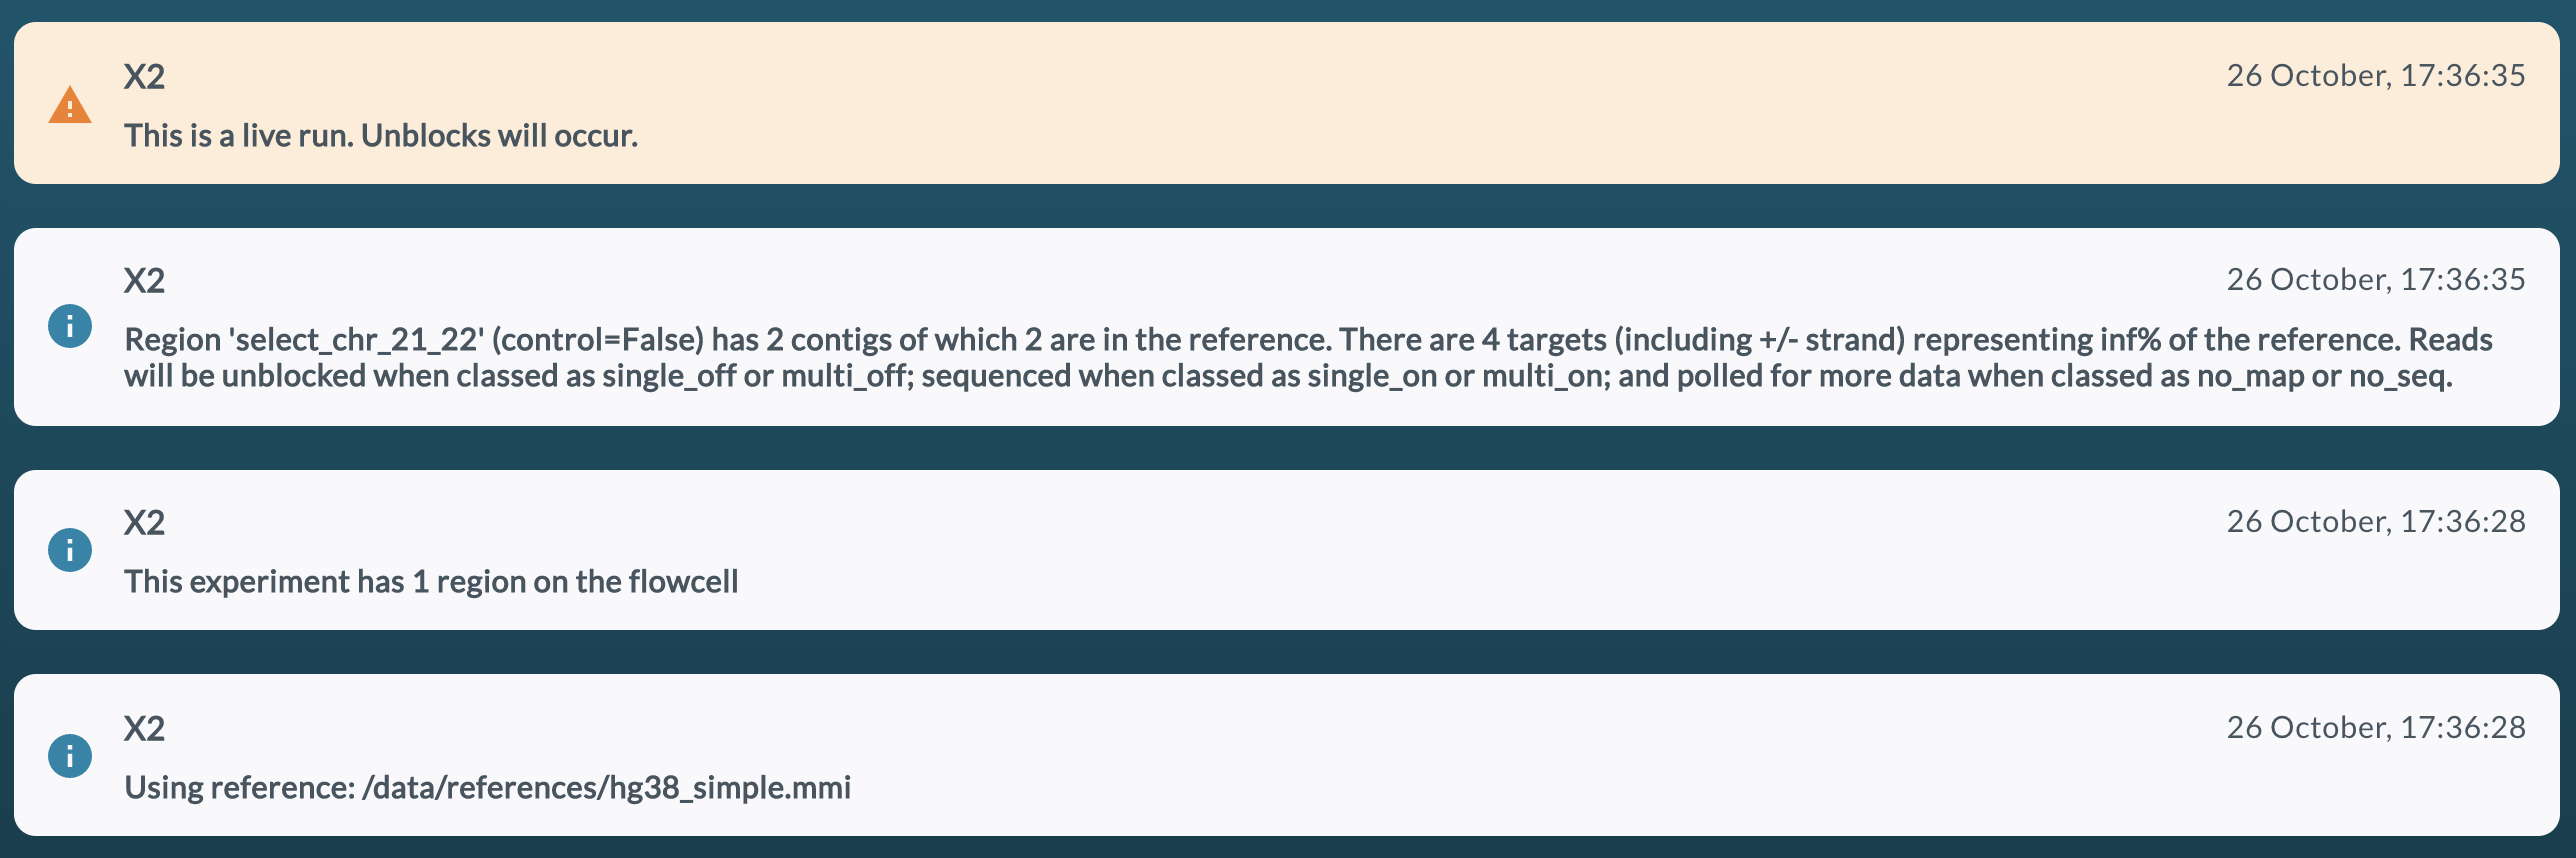 X2
26 October, 17:36:35
This is a live run. Unblocks will occur.
X2
26 October, 17:36:35
Region 'select_chr_21_22' (control=False) has 2 contigs of which 2 are in the reference. There are 4 targets (including +/- strand) representing inf% of the reference. Reads
will be unblocked when classed as single_off or multi_off; sequenced when classed as single_on or multi_on; and polled for more data when classed as no_map or no_seq.
X2
26 October, 17:36:28
This experiment has 1 region on the flowcell
X2
26 October, 17:36:28
Using reference: /data/references/hg38_simple.mmi